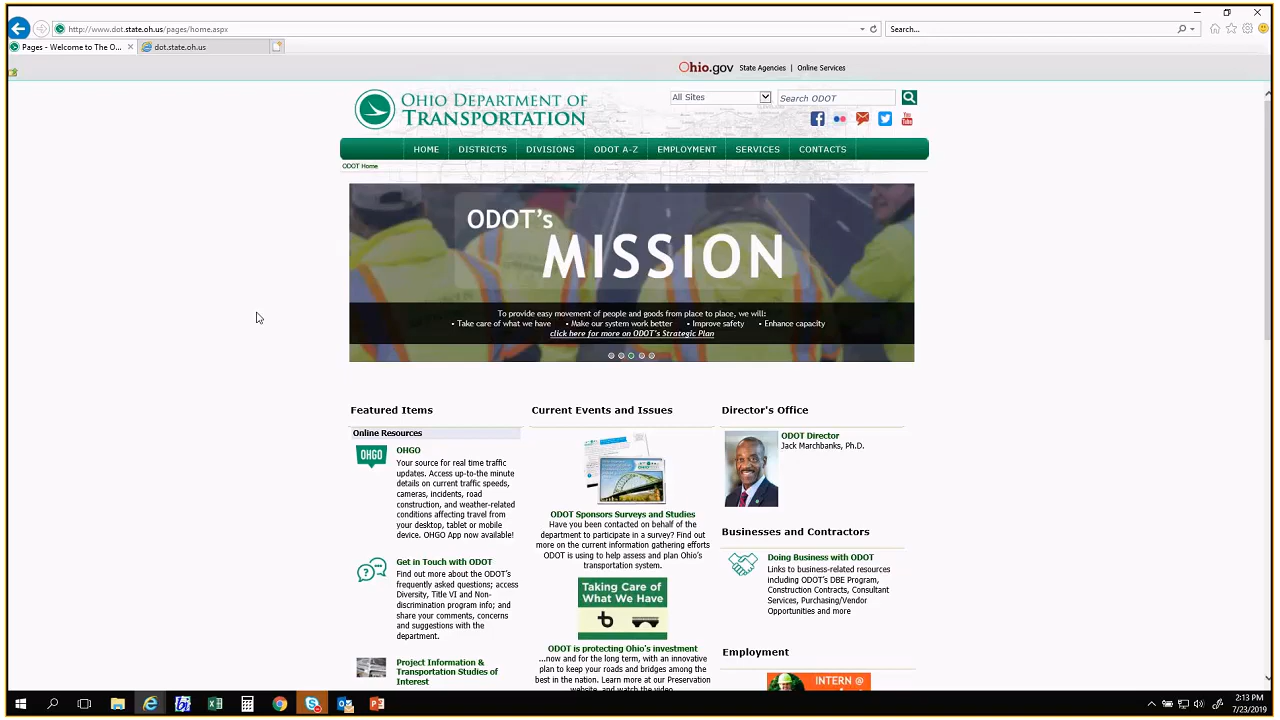 http://www.dot.state.oh.us/pages/home.aspx
Search...
Pages - Welcome to The O...
dot.state.oh.us
Ohio.gov State Agencies | Online Services
OHIO DEPARTMENT OF
TRANSPORTATION
All Sites
Search ODOT
You Tube
HOME DISTRICTS DIVISIONS ODOT A-Z EMPLOYMENT SERVICES CONTACTS
ODOT Home
ODOT's
MISSION
To provide easy movement of people and goods from place to place, we will:
• Take care of what we have • Make our system work better • Improve safety • Enhance capacity
click here for more on ODOT's Strategic Plan
Featured Items
Online Resources
OHGO
OHGO
Your source for real time traffic
updates. Access up-to-the minute
details on current traffic speeds,
cameras, incidents, road
construction, and weather-related
conditions affecting travel from
your desktop, tablet or mobile
device. OHGO App now available!
Get in Touch with ODOT
Find out more about the ODOT's
frequently asked questions; access
Diversity, Title VI and Non-
discrimination program info; and
share your comments, concerns
and suggestions with the
department.
Project Information &
Transportation Studies of
Interest
Current Events and Issues
ODOT Sponsors Surveys and Studies
Have you been contacted on behalf of the
department to participate in a survey? Find out
more on the current information gathering efforts
ODOT is using to help assess and plan Ohio's
transportation system.
Taking Care of
What We Have
ODOT is protecting Ohio's investment
...now and for the long term, with an innovative
plan to keep your roads and bridges among the
best in the nation. Learn more at our Preservation
website, and watch the video.
Director's Office
ODOT Director
Jack Marchbanks, Ph.D.
Businesses and Contractors
Doing Business with ODOT
Links to business-related resources
including ODOT's DBE Program,
Construction Contracts, Consultant
Services, Purchasing/Vendor
Opportunities and more
Employment
INTERN @
2:13 PM
7/23/2019